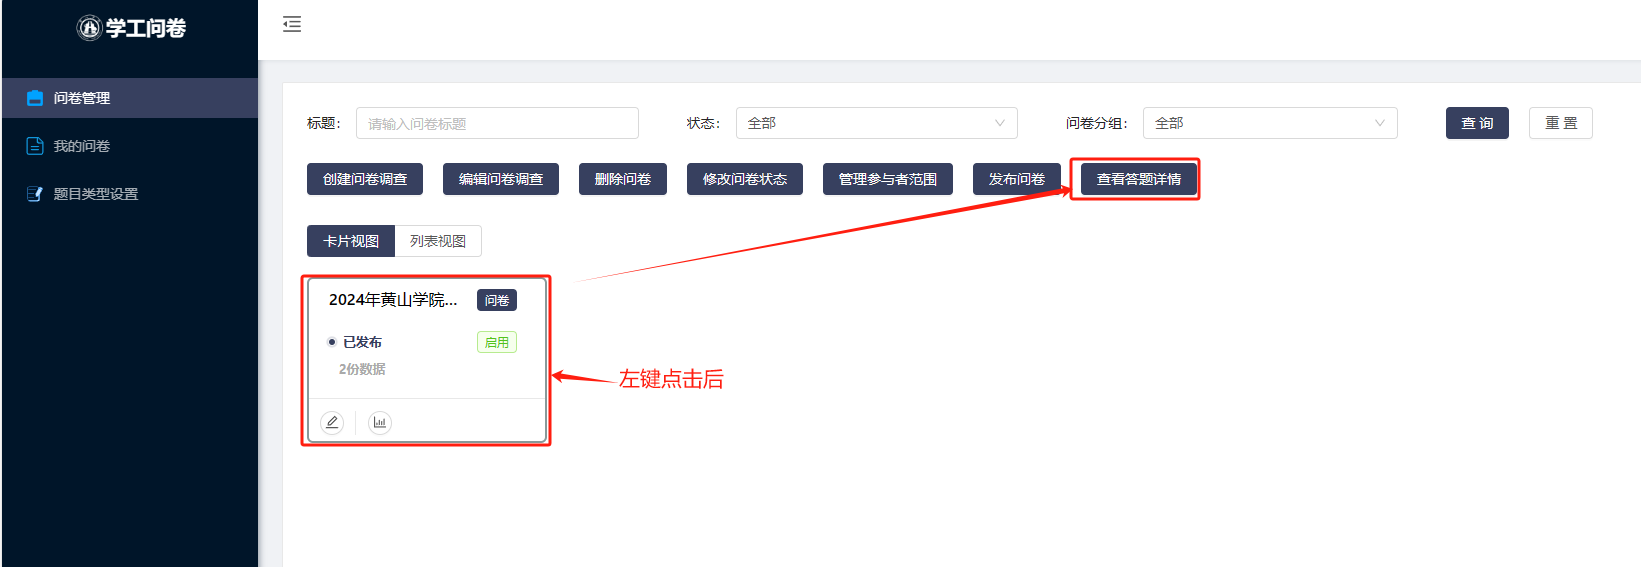 学工问卷
问卷管理
我的问卷
题目类型设置
标题: 请输入问卷标题 状态: 全部 问卷分组: 全部 查 询 重 置
创建问卷调查 编辑问卷调查 删除问卷 修改问卷状态 管理参与者范围 发布问卷 查看答题详情
卡片视图 列表视图
2024年黄山学院... 问卷
已发布 启用
2份数据
左键点击后